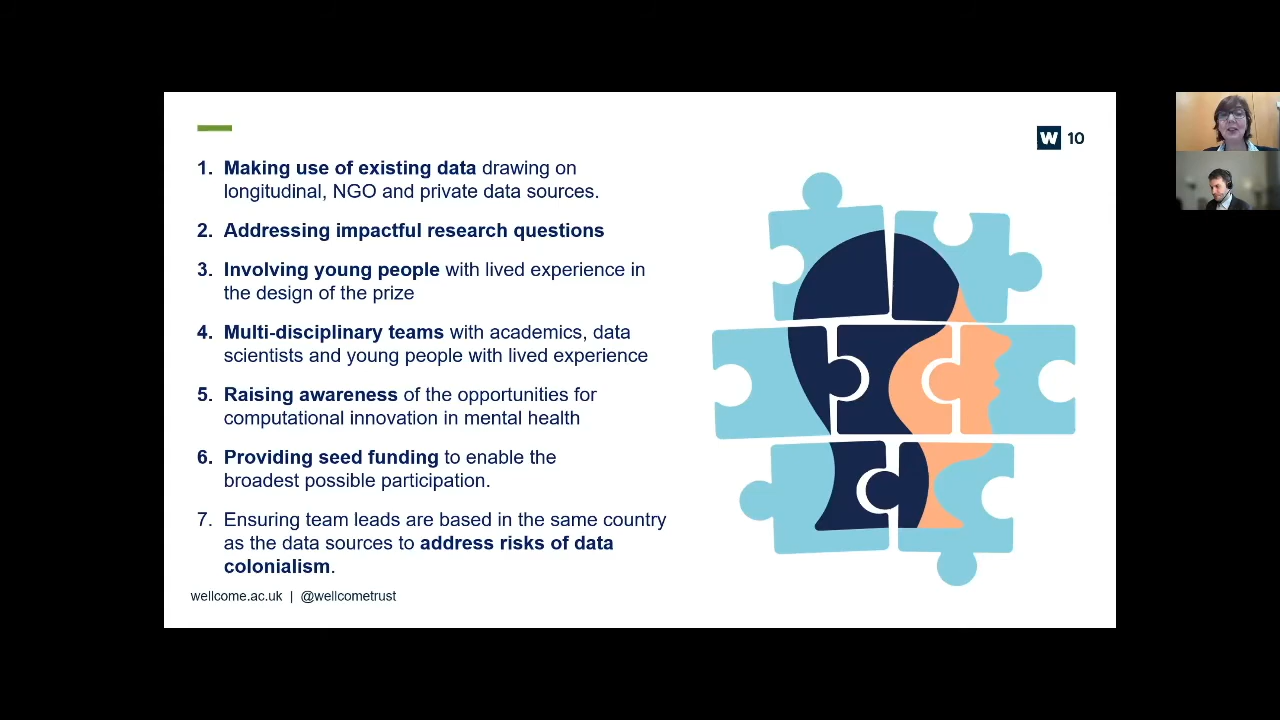 W 10
1. Making use of existing data drawing on
longitudinal, NGO and private data sources.
2. Addressing impactful research questions
3. Involving young people with lived experience in
the design of the prize
4. Multi-disciplinary teams with academics, data
scientists and young people with lived experience
5. Raising awareness of the opportunities for
computational innovation in mental health
6. Providing seed funding to enable the
broadest possible participation.
7. Ensuring team leads are based in the same country
as the data sources to address risks of data
colonialism.
wellcome.ac.uk | @wellcometrust